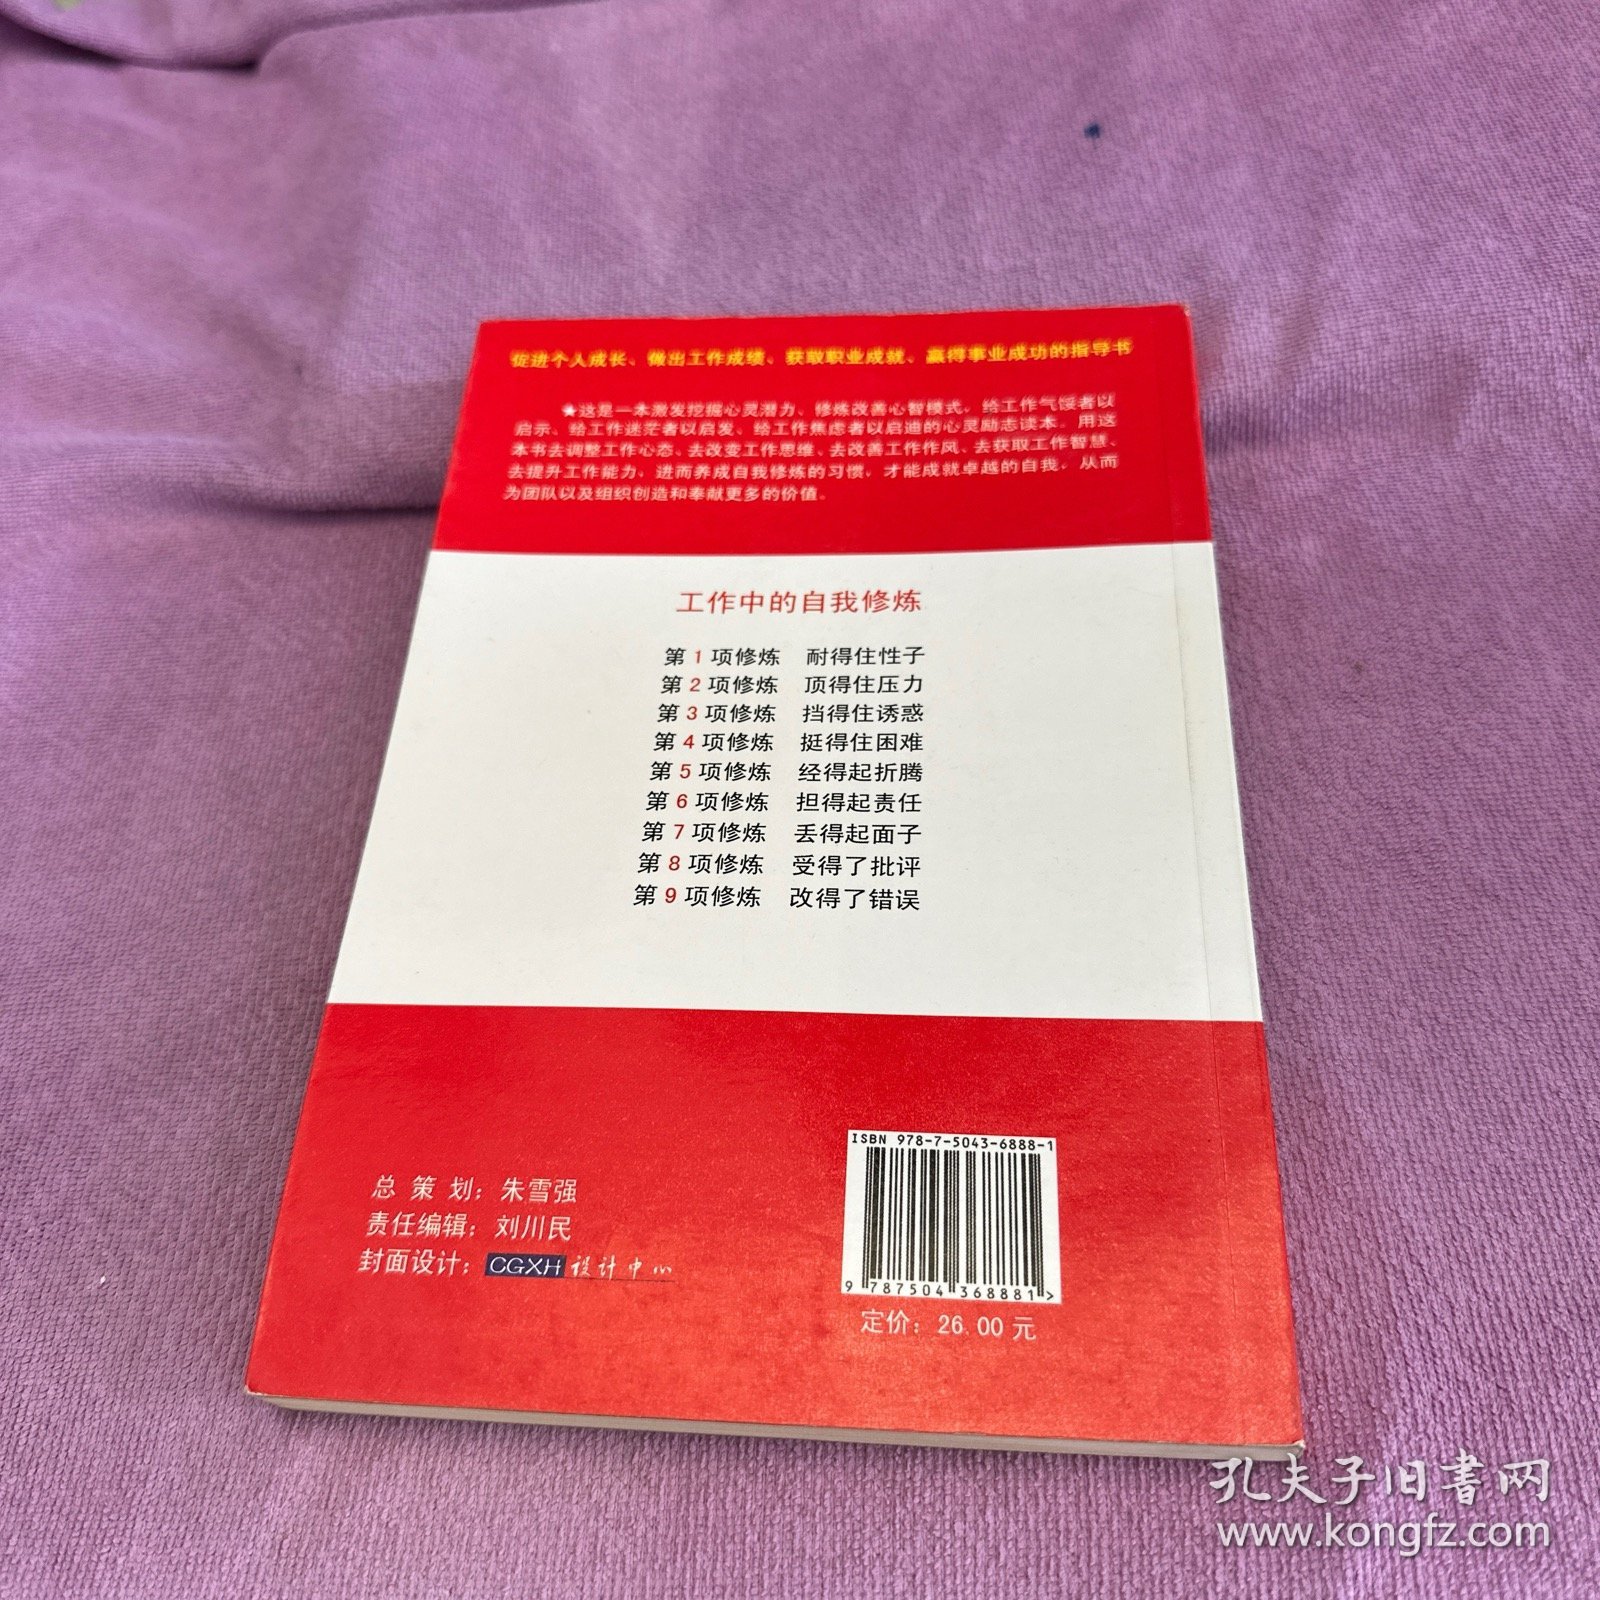 促进个人成长、做出工作成绩、获取职业成就、赢得事业成功的指导书
★这是一本激发挖掘心灵潜力、修炼改善心智模式，给工作气馁者以
启示、给工作迷茫者以启发、给工作焦虑者以启迪的心灵励志读本。用这
本书去调整工作心态、去改变工作思维、去改善工作作风、去获取工作智慧、
去提升工作能力，进而养成自我修炼的习惯，才能成就卓越的自我，从而
为团队以及组织创造和奉献更多的价值。
工作中的自我修炼
第1项修炼 耐得住性子
第2项修炼 顶得住压力
第3项修炼 挡得住诱惑
第4项修炼 挺得住困难
第5项修炼 经得起折腾
第6项修炼 担得起责任
第7项修炼 丢得起面子
第8项修炼 受得了批评
第9项修炼 改得了错误
总 策 划：朱雪强
责任编辑：刘川民
封面设计：CGXH 设计中心
ISBN 978-7-5043-6888-1
9 787504 368881 >
定价：26.00 元
孔夫子旧书网
www.kongfz.com